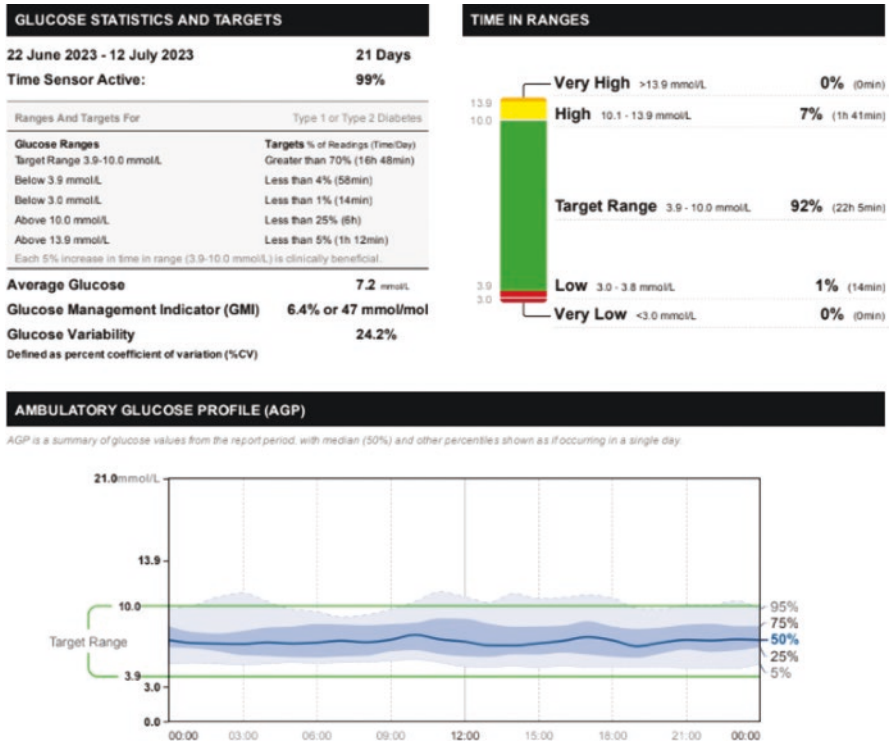 GLUCOSE STATISTICS AND TARGETS
22 June 2023 - 12 July 2023 21 Days
Time Sensor Active: 99%
Ranges And Targets For Type 1 or Type 2 Diabetes
Glucose Ranges Targets % of Readings (Time/Day)
Target Range 3.9-10.0 mmol/L Greater than 70% (16h 48min)
Below 3.9 mmol/L Less than 4% (58min)
Below 3.0 mmol/L Less than 1% (14min)
Above 10.0 mmol/L Less than 25% (6h)
Above 13.9 mmol/L Less than 5% (1h 12min)
Each 5% increase in time in range (3.9-10.0 mmol/L) is clinically beneficial.
Average Glucose 7.2 mmol/L
Glucose Management Indicator (GMI) 6.4% or 47 mmol/mol
Glucose Variability 24.2%
Defined as percent coefficient of variation (%CV)
TIME IN RANGES
Very High >13.9 mmol/L 0% (0min)
13.9
High 10.1 - 13.9 mmol/L 7% (1h 41min)
10.0
Target Range 3.9 - 10.0 mmol/L 92% (22h 5min)
3.9
Low 3.0 - 3.8 mmol/L 1% (14min)
3.0
Very Low <3.0 mmol/L 0% (0min)
AMBULATORY GLUCOSE PROFILE (AGP)
AGP is a summary of glucose values from the report period, with median (50%) and other percentiles shown as if occurring in a single day.
21.0 mmol/L
13.9
10.0
Target Range
3.9
3.0
0.0
95%
75%
50%
25%
5%
00:00 03:00 06:00 09:00 12:00 15:00 18:00 21:00 00:00